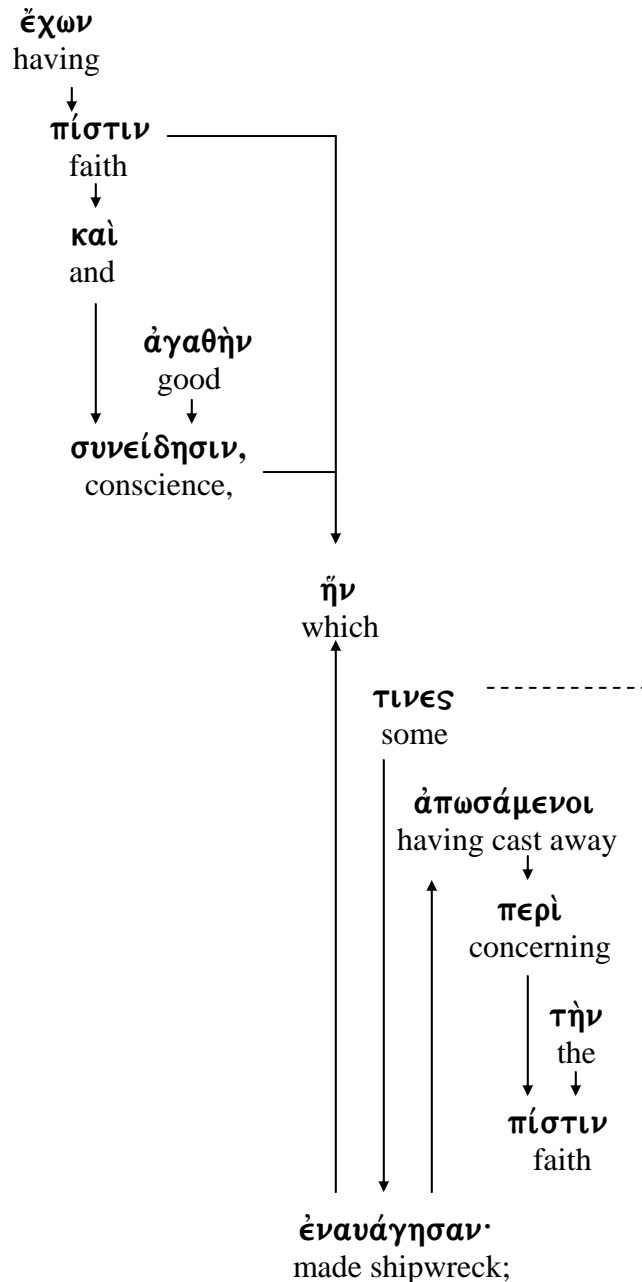 ἔχων
having
πίστιν
faith
καὶ
and
ἀγαθὴν
good
συνείδησιν,
conscience,
ἥν
which
τινες
some
ἀπωσάμενοι
having cast away
περὶ
concerning
τὴν
the
πίστιν
faith
ἐναυάγησαν·
made shipwreck;